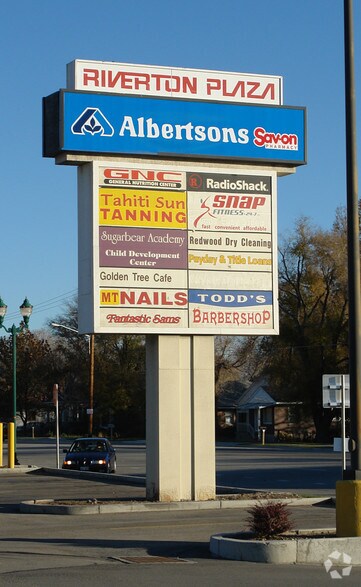 RIVERTON PLAZA
Albertsons
Sav-on
PHARMACY
GNC
GENERAL NUTRITION CENTER
R RadioShack.
Tahiti Sun
TANNING
SNAP
FITNESS 24-7
Fast, Convenient, affordable
Sugarbear Academy
Child Development
Center
Redwood Dry Cleaning
Payday & Title Loans
Golden Tree Cafe
MT NAILS
TODD'S
BARBERSHOP
Fantastic Sams